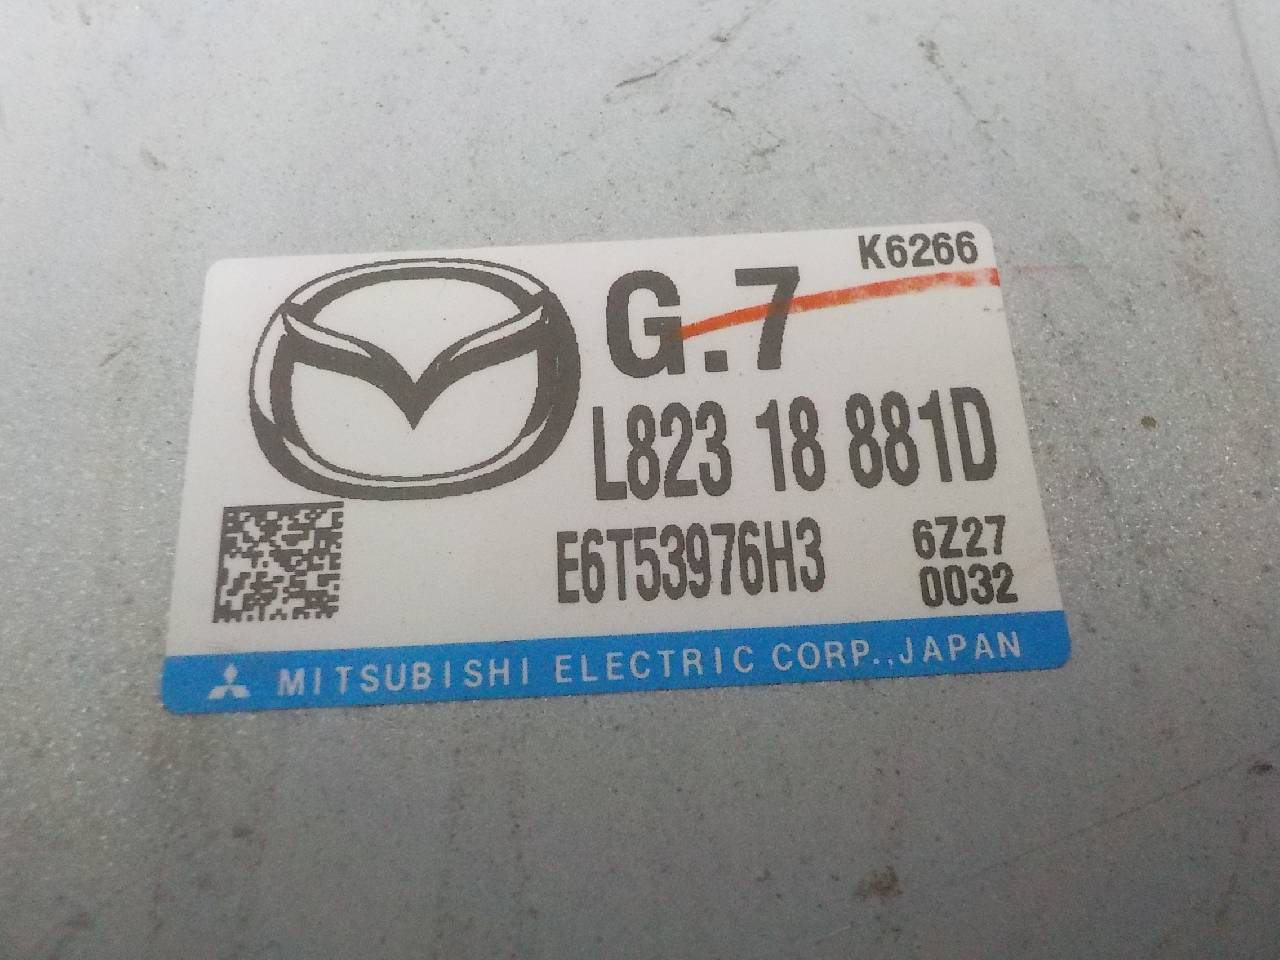 K6266
G.7
L823 18 881D
E6T53976H3
6Z27
0032
MITSUBISHI ELECTRIC CORP.,JAPAN